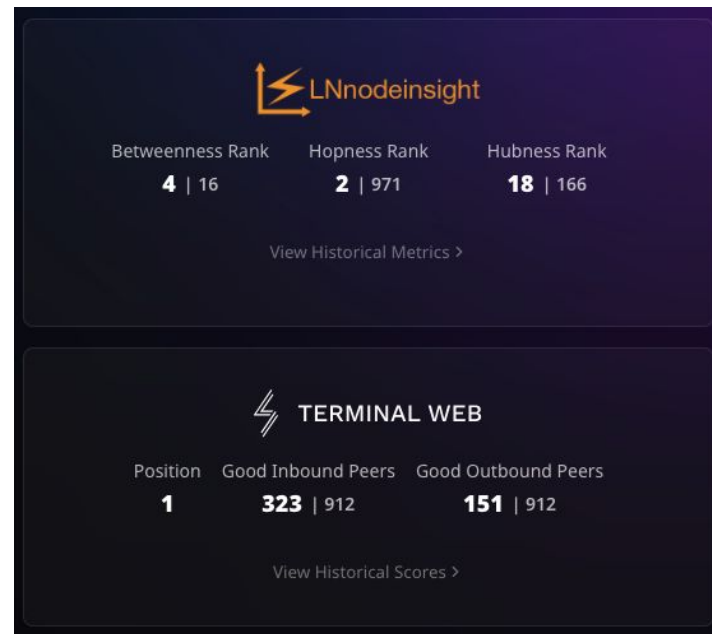 LNnodeinsight
Betweenness Rank Hopness Rank Hubness Rank
4 | 16 2 | 971 18 | 166
View Historical Metrics >
TERMINAL WEB
Position Good Inbound Peers Good Outbound Peers
1 323 | 912 151 | 912
View Historical Scores >